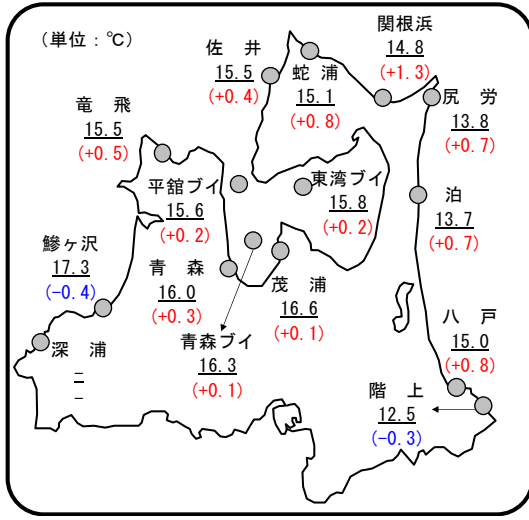 (単位：℃)
関根浜
14.8
(+1.3)
佐井
15.5
(+0.4)
蛇浦
15.1
(+0.8)
尻労
13.8
(+0.7)
竜飛
15.5
(+0.5)
平舘ブイ
15.6
(+0.2)
東湾ブイ
15.8
(+0.2)
泊
13.7
(+0.7)
鰺ヶ沢
17.3
(-0.4)
青森
16.0
(+0.3)
茂浦
16.6
(+0.1)
青森ブイ
16.3
(+0.1)
八戸
15.0
(+0.8)
深浦
－
－
階上
12.5
(-0.3)